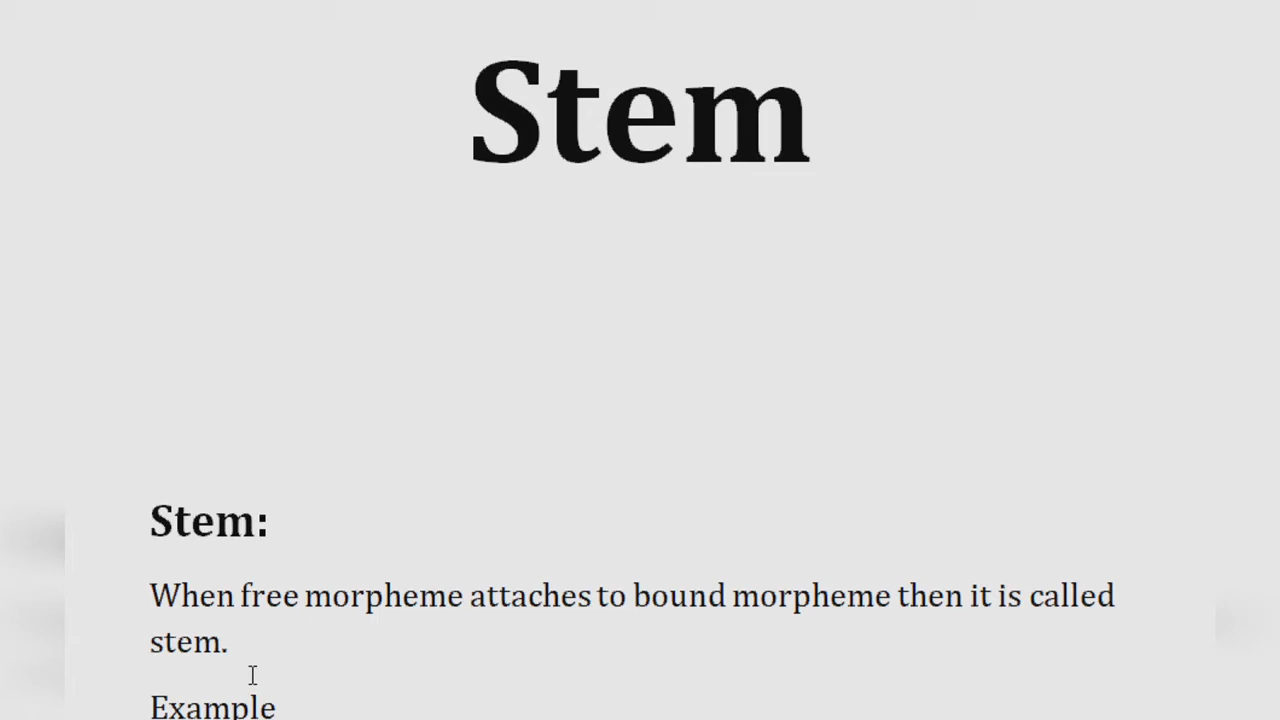 Stem
Stem:
When free morpheme attaches to bound morpheme then it is called
stem.
Example